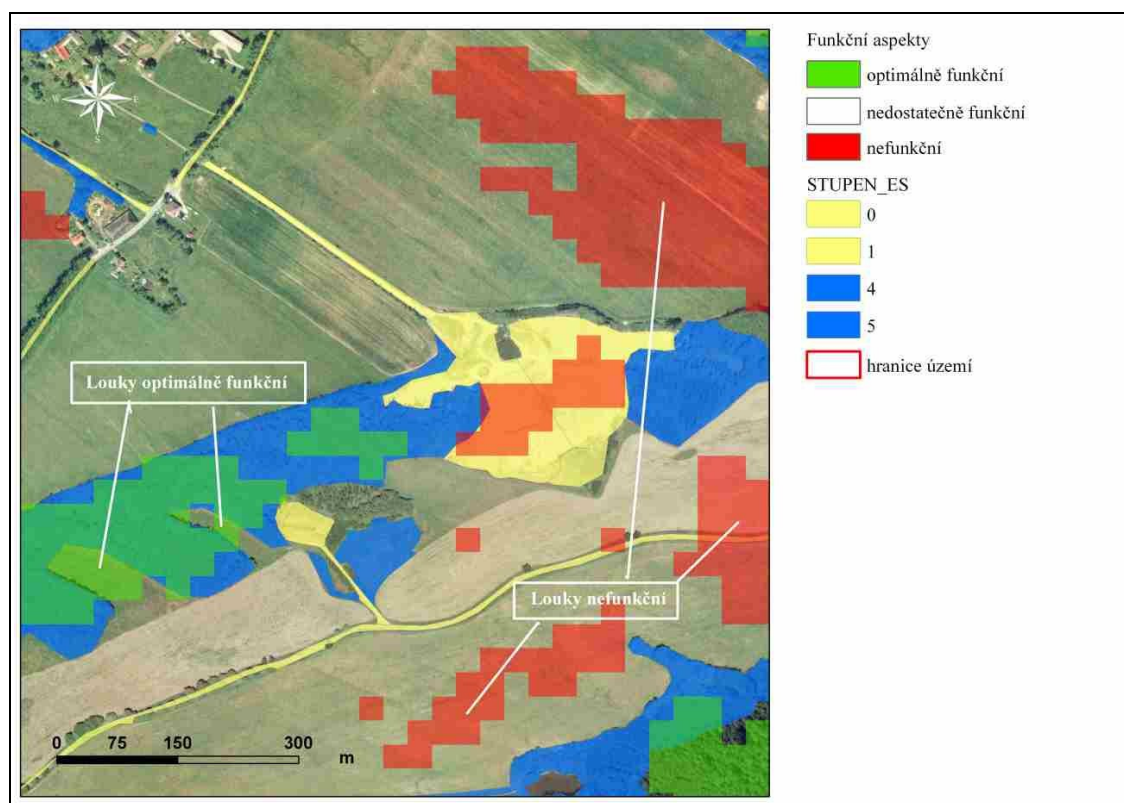 Funkční aspekty
optimálně funkční
nedostatečně funkční
nefunkční
STUPEN_ES
0
1
4
5
hranice území
N
W E
S
Louky optimálně funkční
Louky nefunkční
0 75 150 300
m